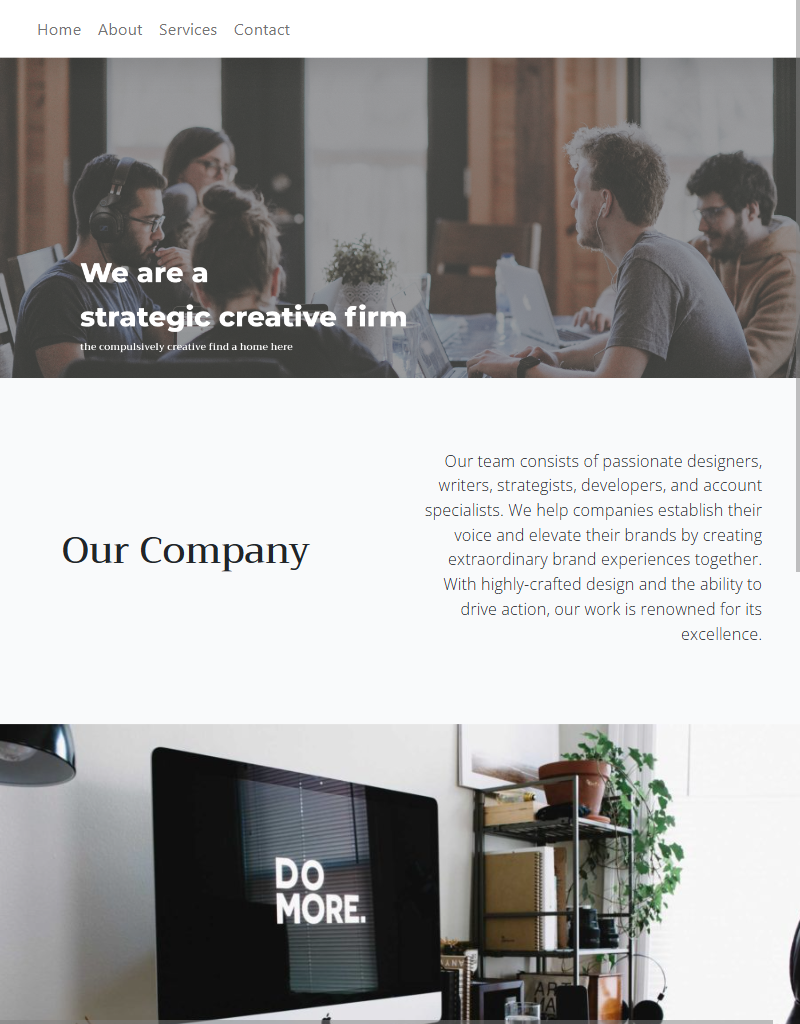 Home About Services Contact
We are a
strategic creative firm
the compulsively creative find a home here
Our team consists of passionate designers,
writers, strategists, developers, and account
specialists. We help companies establish their
voice and elevate their brands by creating
extraordinary brand experiences together.
With highly-crafted design and the ability to
drive action, our work is renowned for its
excellence.
Our Company
DO
MORE.
ART